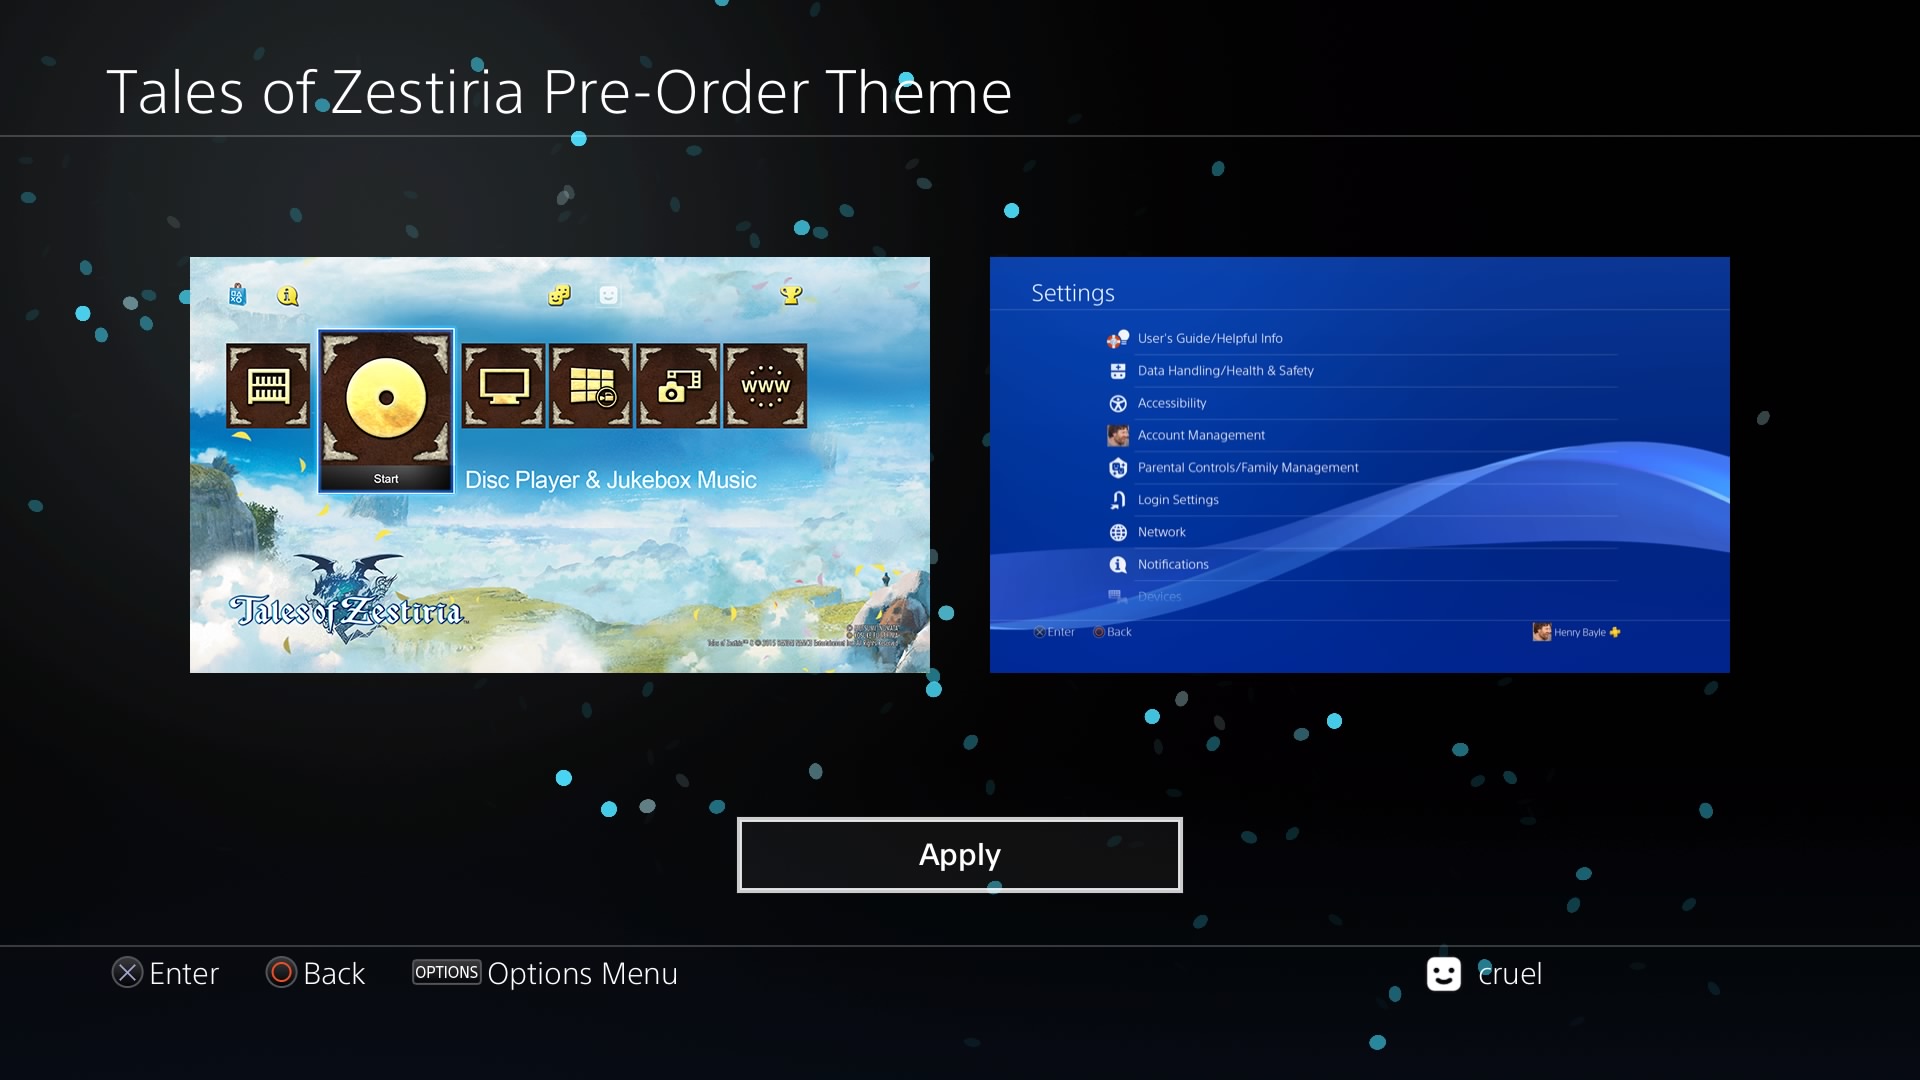 Tales of Zestiria Pre-Order Theme
WWW
Start
Disc Player & Jukebox Music
Tales of Zestiria
Settings
User's Guide/Helpful Info
Data Handling/Health & Safety
Accessibility
Account Management
Parental Controls/Family Management
Login Settings
Network
Notifications
Devices
Enter
Back
Henry Bayle
Apply
Enter
Back
OPTIONS
Options Menu
cruel